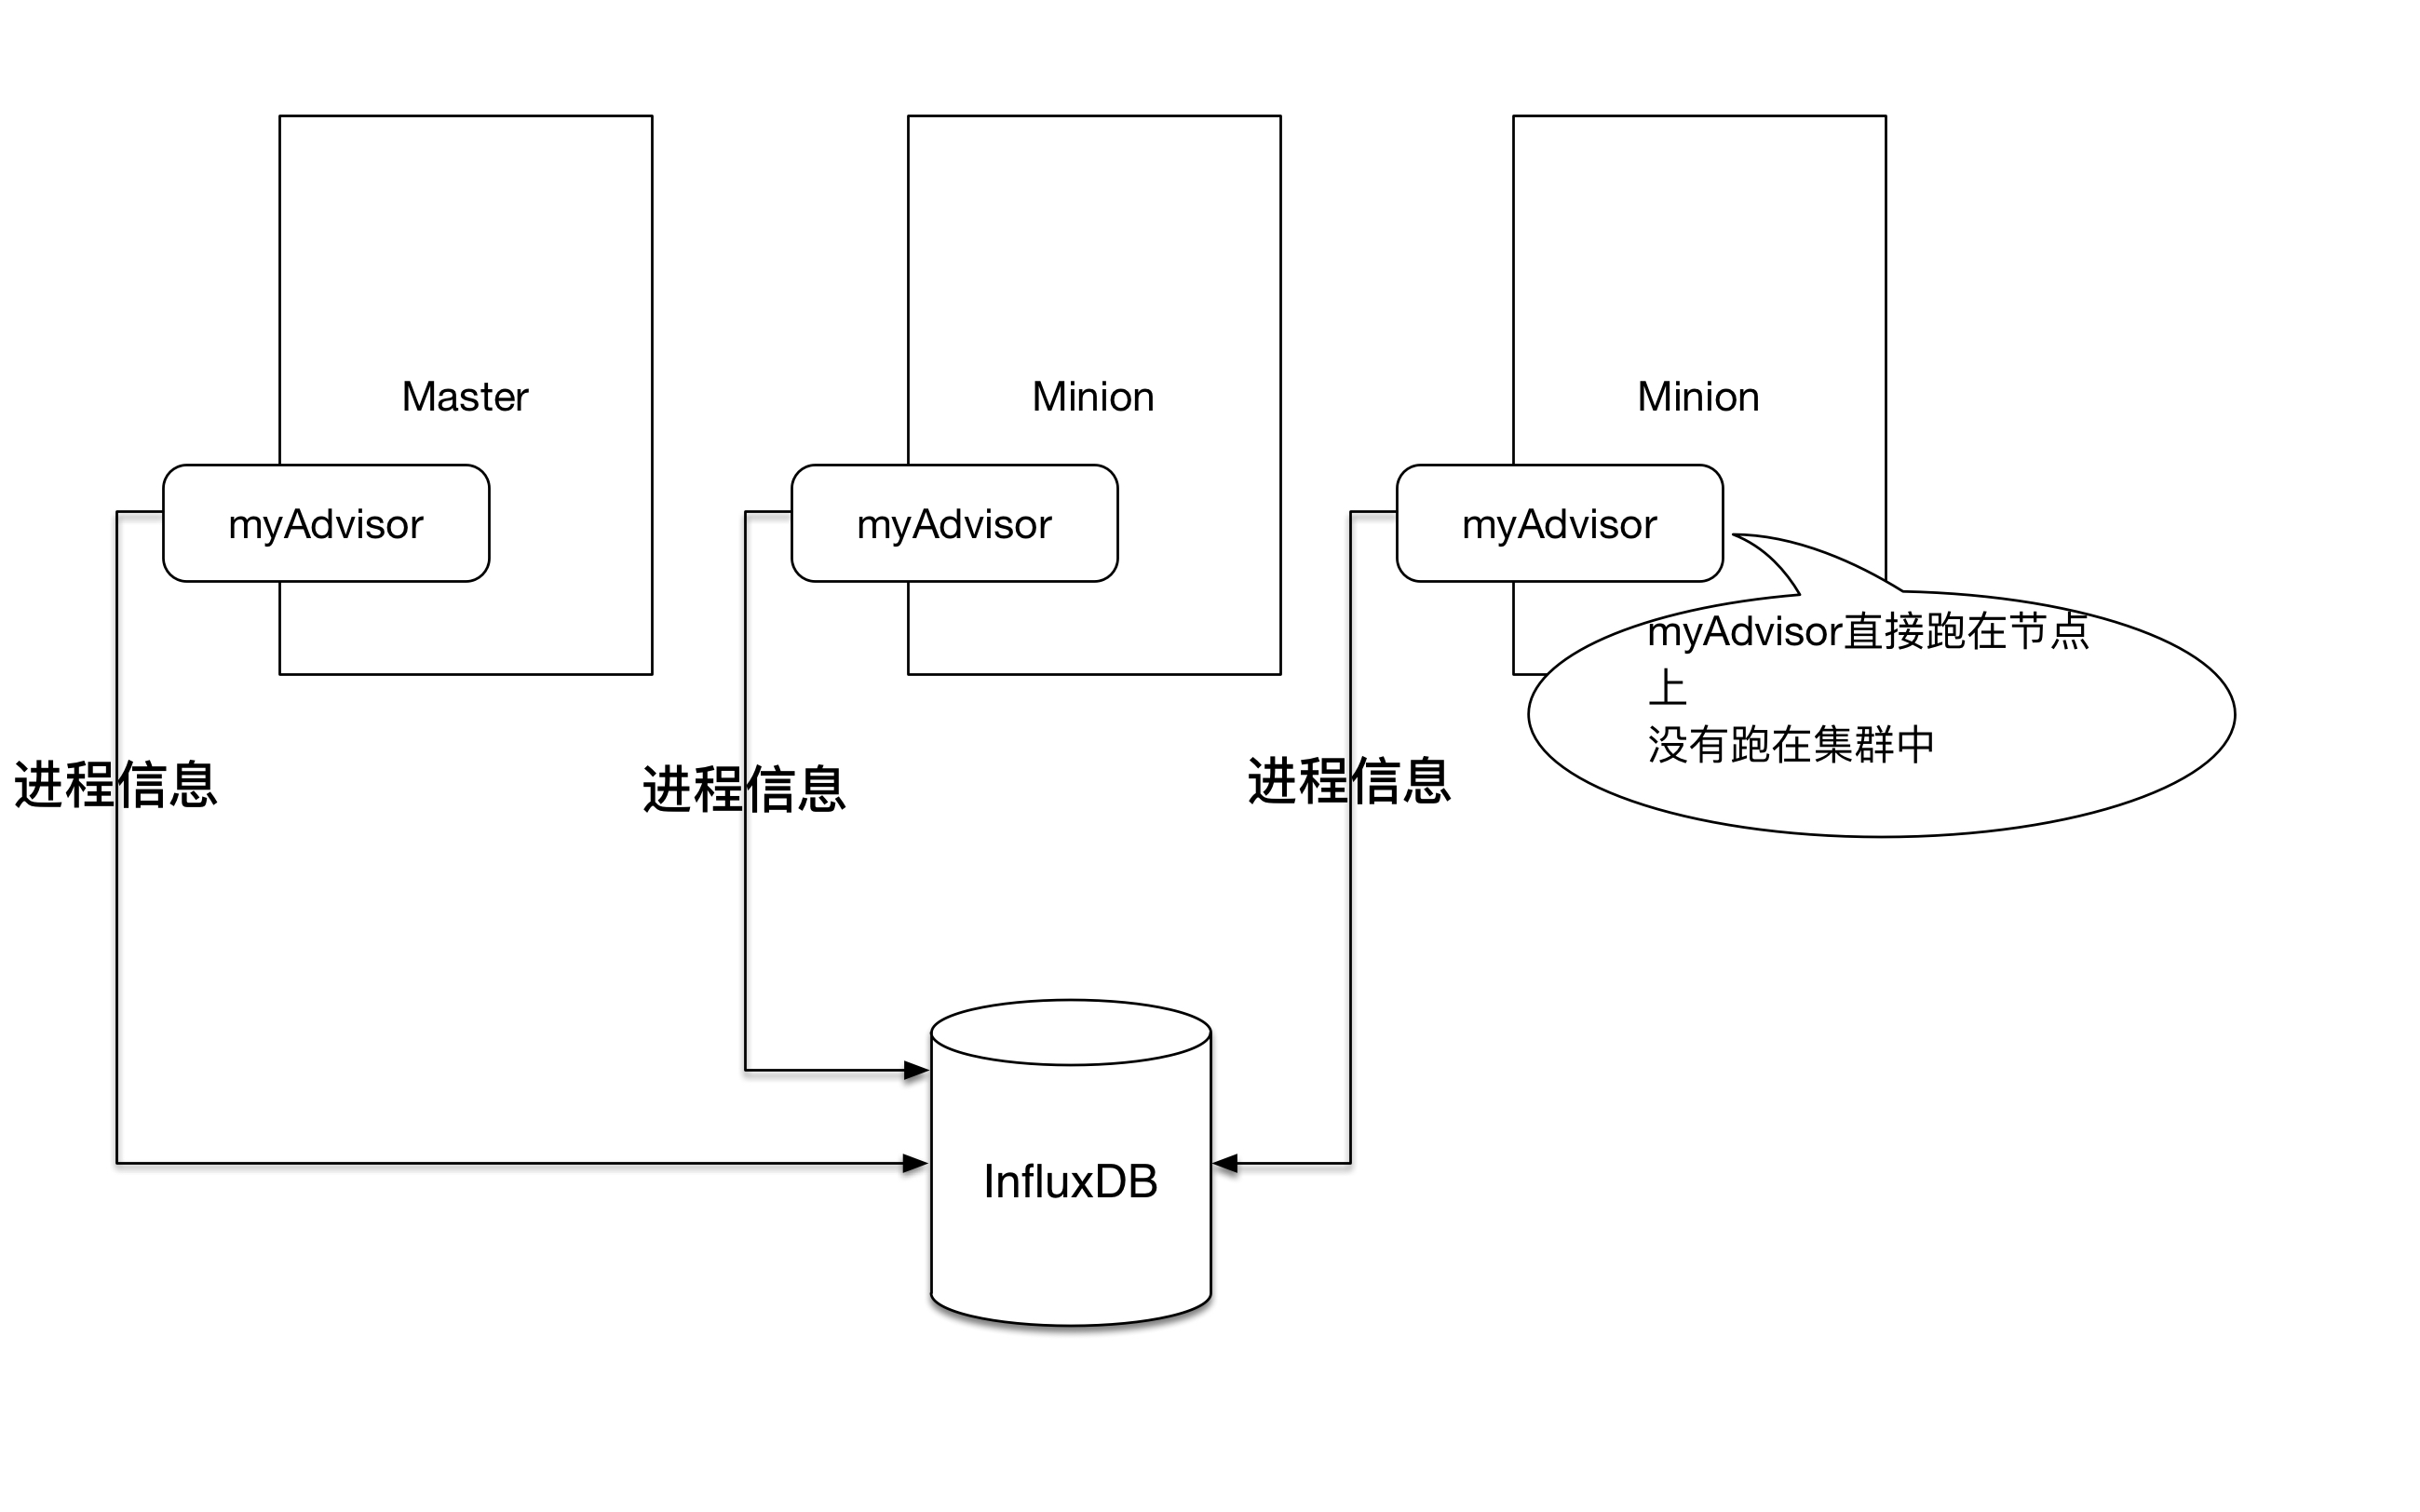 Master
Minion
Minion
myAdvisor
myAdvisor
myAdvisor
myAdvisor直接跑在节点
上
没有跑在集群中
进程信息
进程信息
进程信息
InfluxDB